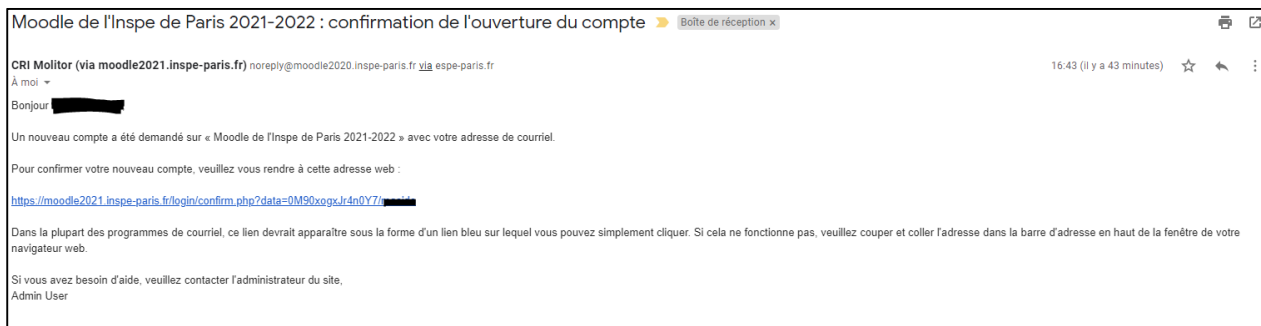 Moodle de l'Inspe de Paris 2021-2022 : confirmation de l'ouverture du compte Boîte de réception x
CRI Molitor (via moodle2021.inspe-paris.fr) noreply@moodle2020.inspe-paris.fr via espe-paris.fr 16:43 (il y a 43 minutes)
À moi
Bonjour
Un nouveau compte a été demandé sur « Moodle de l'Inspe de Paris 2021-2022 » avec votre adresse de courriel.
Pour confirmer votre nouveau compte, veuillez vous rendre à cette adresse web :
https://moodle2021.inspe-paris.fr/login/confirm.php?data=0M90xogxJr4n0Y7/
Dans la plupart des programmes de courriel, ce lien devrait apparaître sous la forme d'un lien bleu sur lequel vous pouvez simplement cliquer. Si cela ne fonctionne pas, veuillez couper et coller l'adresse dans la barre d'adresse en haut de la fenêtre de votre
navigateur web.
Si vous avez besoin d'aide, veuillez contacter l'administrateur du site,
Admin User